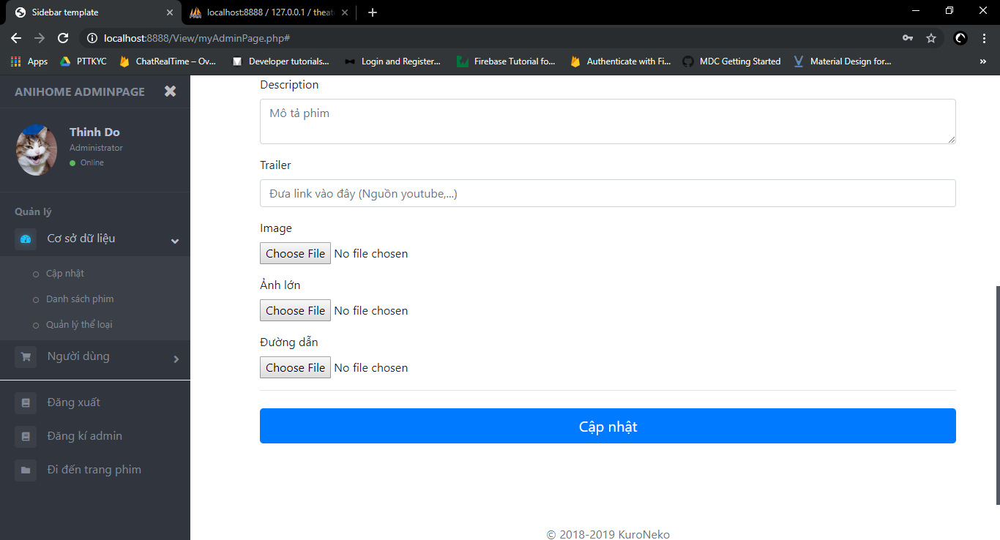 Sidebar template
localhost:8888 / 127.0.0.1 / theat
localhost:8888/View/myAdminPage.php#
Apps PTTKYC ChatRealTime – Ov... Developer tutorials... Login and Register... Firebase Tutorial fo... Authenticate with Fi... MDC Getting Started Material Design for... »
ANIHOME ADMINPAGE
Thinh Do
Administrator
Online
Quản lý
Cơ sở dữ liệu
Cập nhật
Danh sách phim
Quản lý thể loại
Người dùng
Đăng xuất
Đăng kí admin
Đi đến trang phim
Description
Mô tả phim
Trailer
Đưa link vào đây (Nguồn youtube,...)
Image
Choose File No file chosen
Ảnh lớn
Choose File No file chosen
Đường dẫn
Choose File No file chosen
Cập nhật
© 2018-2019 KuroNeko